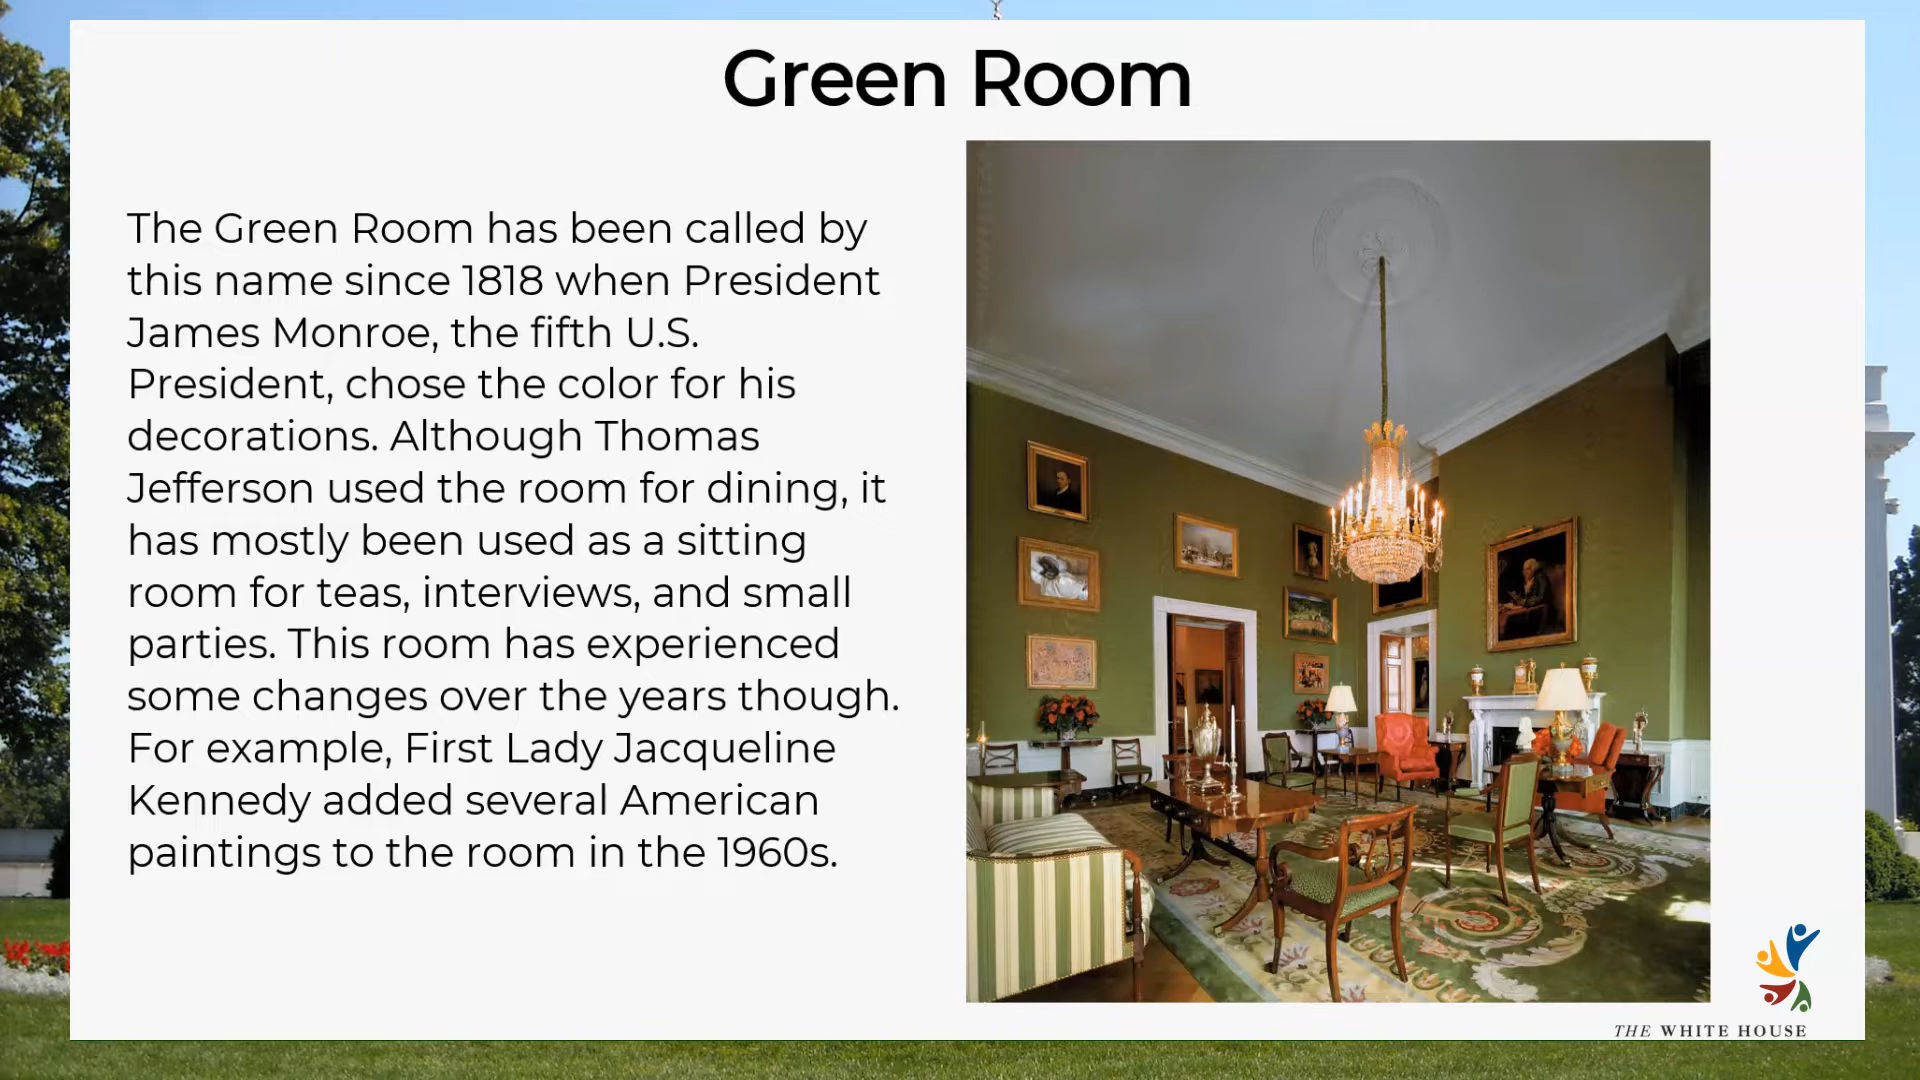 Green Room
The Green Room has been called by
this name since 1818 when President
James Monroe, the fifth U.S.
President, chose the color for his
decorations. Although Thomas
Jefferson used the room for dining, it
has mostly been used as a sitting
room for teas, interviews, and small
parties. This room has experienced
some changes over the years though.
For example, First Lady Jacqueline
Kennedy added several American
paintings to the room in the 1960s.
THE WHITE HOUSE